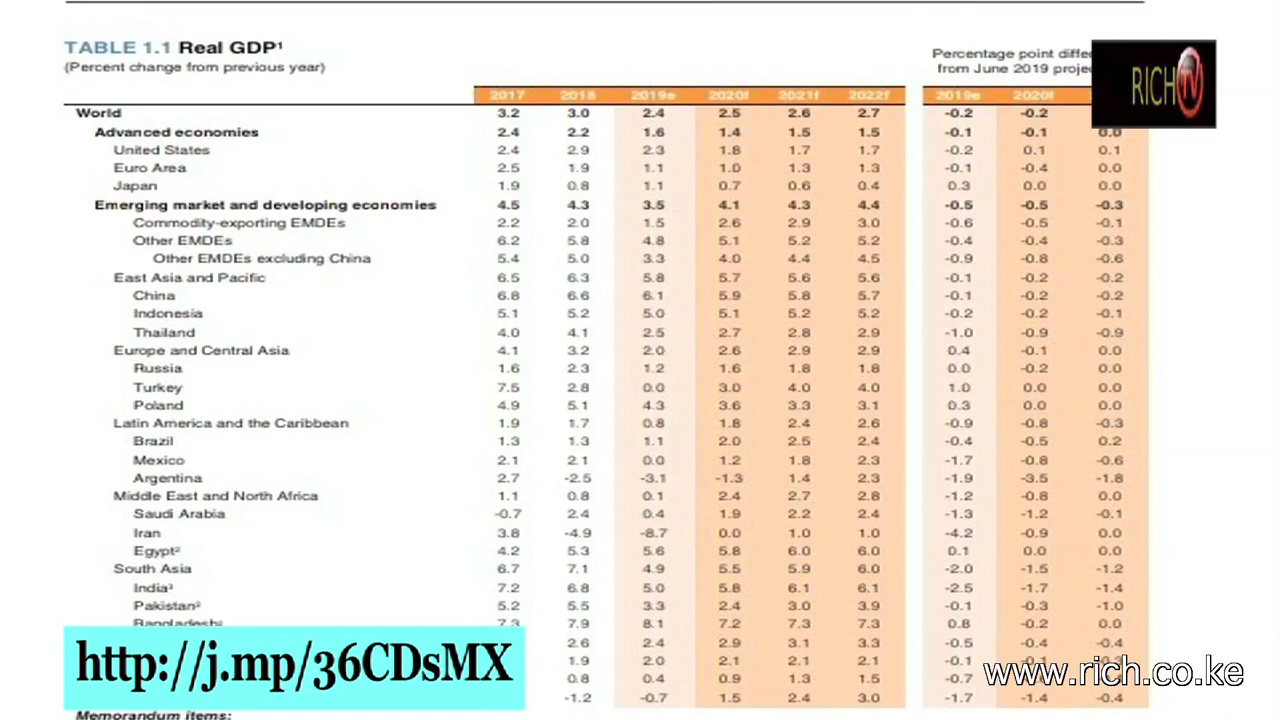 TABLE 1.1 Real GDP¹
(Percent change from previous year)
Percentage point diffe
from June 2019 proje
RICH TV
2017 2018 2019e 2020f 2021f 2022f 2019e 2020f
World 3.2 3.0 2.4 2.5 2.6 2.7 -0.2 -0.2
Advanced economies 2.4 2.2 1.6 1.4 1.5 1.5 -0.1 -0.1 0.0
United States 2.4 2.9 2.3 1.8 1.7 1.7 -0.2 0.1 0.1
Euro Area 2.5 1.9 1.1 1.0 1.3 1.3 -0.1 -0.4 0.0
Japan 1.9 0.8 1.1 0.7 0.6 0.4 0.3 0.0 0.0
Emerging market and developing economies 4.5 4.3 3.5 4.1 4.3 4.4 -0.5 -0.5 -0.3
Commodity-exporting EMDEs 2.2 2.0 1.5 2.6 2.9 3.0 -0.6 -0.5 -0.1
Other EMDEs 6.2 5.8 4.8 5.1 5.2 5.2 -0.4 -0.4 -0.3
Other EMDEs excluding China 5.4 5.0 3.3 4.0 4.4 4.5 -0.9 -0.8 -0.6
East Asia and Pacific 6.5 6.3 5.8 5.7 5.6 5.6 -0.1 -0.2 -0.2
China 6.8 6.6 6.1 5.9 5.8 5.7 -0.1 -0.2 -0.2
Indonesia 5.1 5.2 5.0 5.1 5.2 5.2 -0.2 -0.2 -0.1
Thailand 4.0 4.1 2.5 2.7 2.8 2.9 -1.0 -0.9 -0.9
Europe and Central Asia 4.1 3.2 2.0 2.6 2.9 2.9 0.4 -0.1 0.0
Russia 1.6 2.3 1.2 1.6 1.8 1.8 0.0 -0.2 0.0
Turkey 7.5 2.8 0.0 3.0 4.0 4.0 1.0 0.0 0.0
Poland 4.9 5.1 4.3 3.6 3.3 3.1 0.3 0.0 0.0
Latin America and the Caribbean 1.9 1.7 0.8 1.8 2.4 2.6 -0.9 -0.8 -0.3
Brazil 1.3 1.3 1.1 2.0 2.5 2.4 -0.4 -0.5 0.2
Mexico 2.1 2.1 0.0 1.2 1.8 2.3 -1.7 -0.8 -0.6
Argentina 2.7 -2.5 -3.1 -1.3 1.4 2.3 -1.9 -3.5 -1.8
Middle East and North Africa 1.1 0.8 0.1 2.4 2.7 2.8 -1.2 -0.8 0.0
Saudi Arabia -0.7 2.4 0.4 1.9 2.2 2.4 -1.3 -1.2 -0.1
Iran 3.8 -4.9 -8.7 0.0 1.0 1.0 -4.2 -0.9 0.0
Egypt² 4.2 5.3 5.6 5.8 6.0 6.0 0.1 0.0 0.0
South Asia 6.7 7.1 4.9 5.5 5.9 6.0 -2.0 -1.5 -1.2
India³ 7.2 6.8 5.0 5.8 6.1 6.1 -2.5 -1.7 -1.4
Pakistan² 5.2 5.5 3.3 2.4 3.0 3.9 -0.1 -0.3 -1.0
Bangladesh² 7.3 7.9 8.1 7.2 7.3 7.3 0.8 -0.2 0.0
2.6 2.4 2.9 3.1 3.3 -0.5 -0.4 -0.4
1.9 2.0 2.1 2.1 2.1 -0.1
0.8 0.4 0.9 1.3 1.5 -0.7
-1.2 -0.7 1.5 2.4 3.0 -1.7 -1.4 -0.4
Memorandum items:
http://j.mp/36CDsMX
www.rich.co.ke